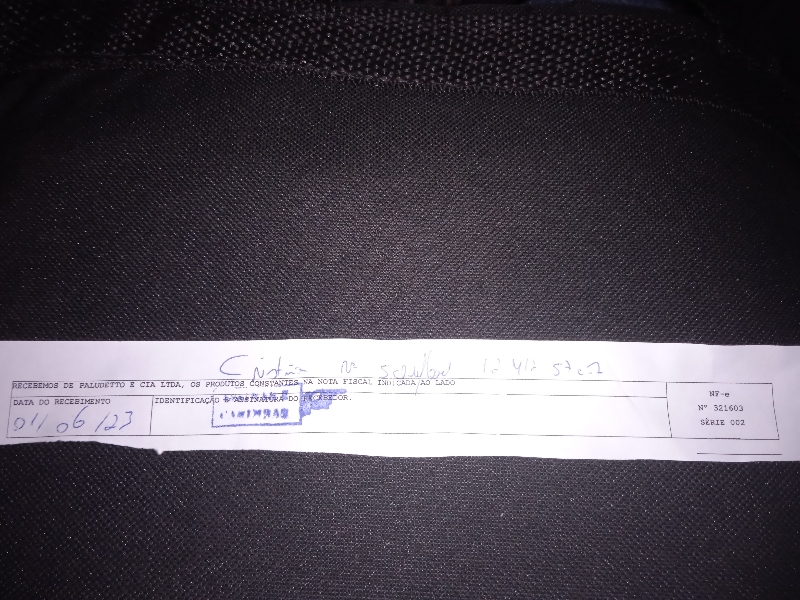 RECEBEMOS DE PALUDETTO E CIA LTDA, OS PRODUTOS CONSTANTES NA NOTA FISCAL INDICADA AO LADO
DATA DO RECEBIMENTO
01/06/23
IDENTIFICAÇÃO E ASSINATURA DO RECEBEDOR.
NF-e
Nº 321603
SÉRIE 002